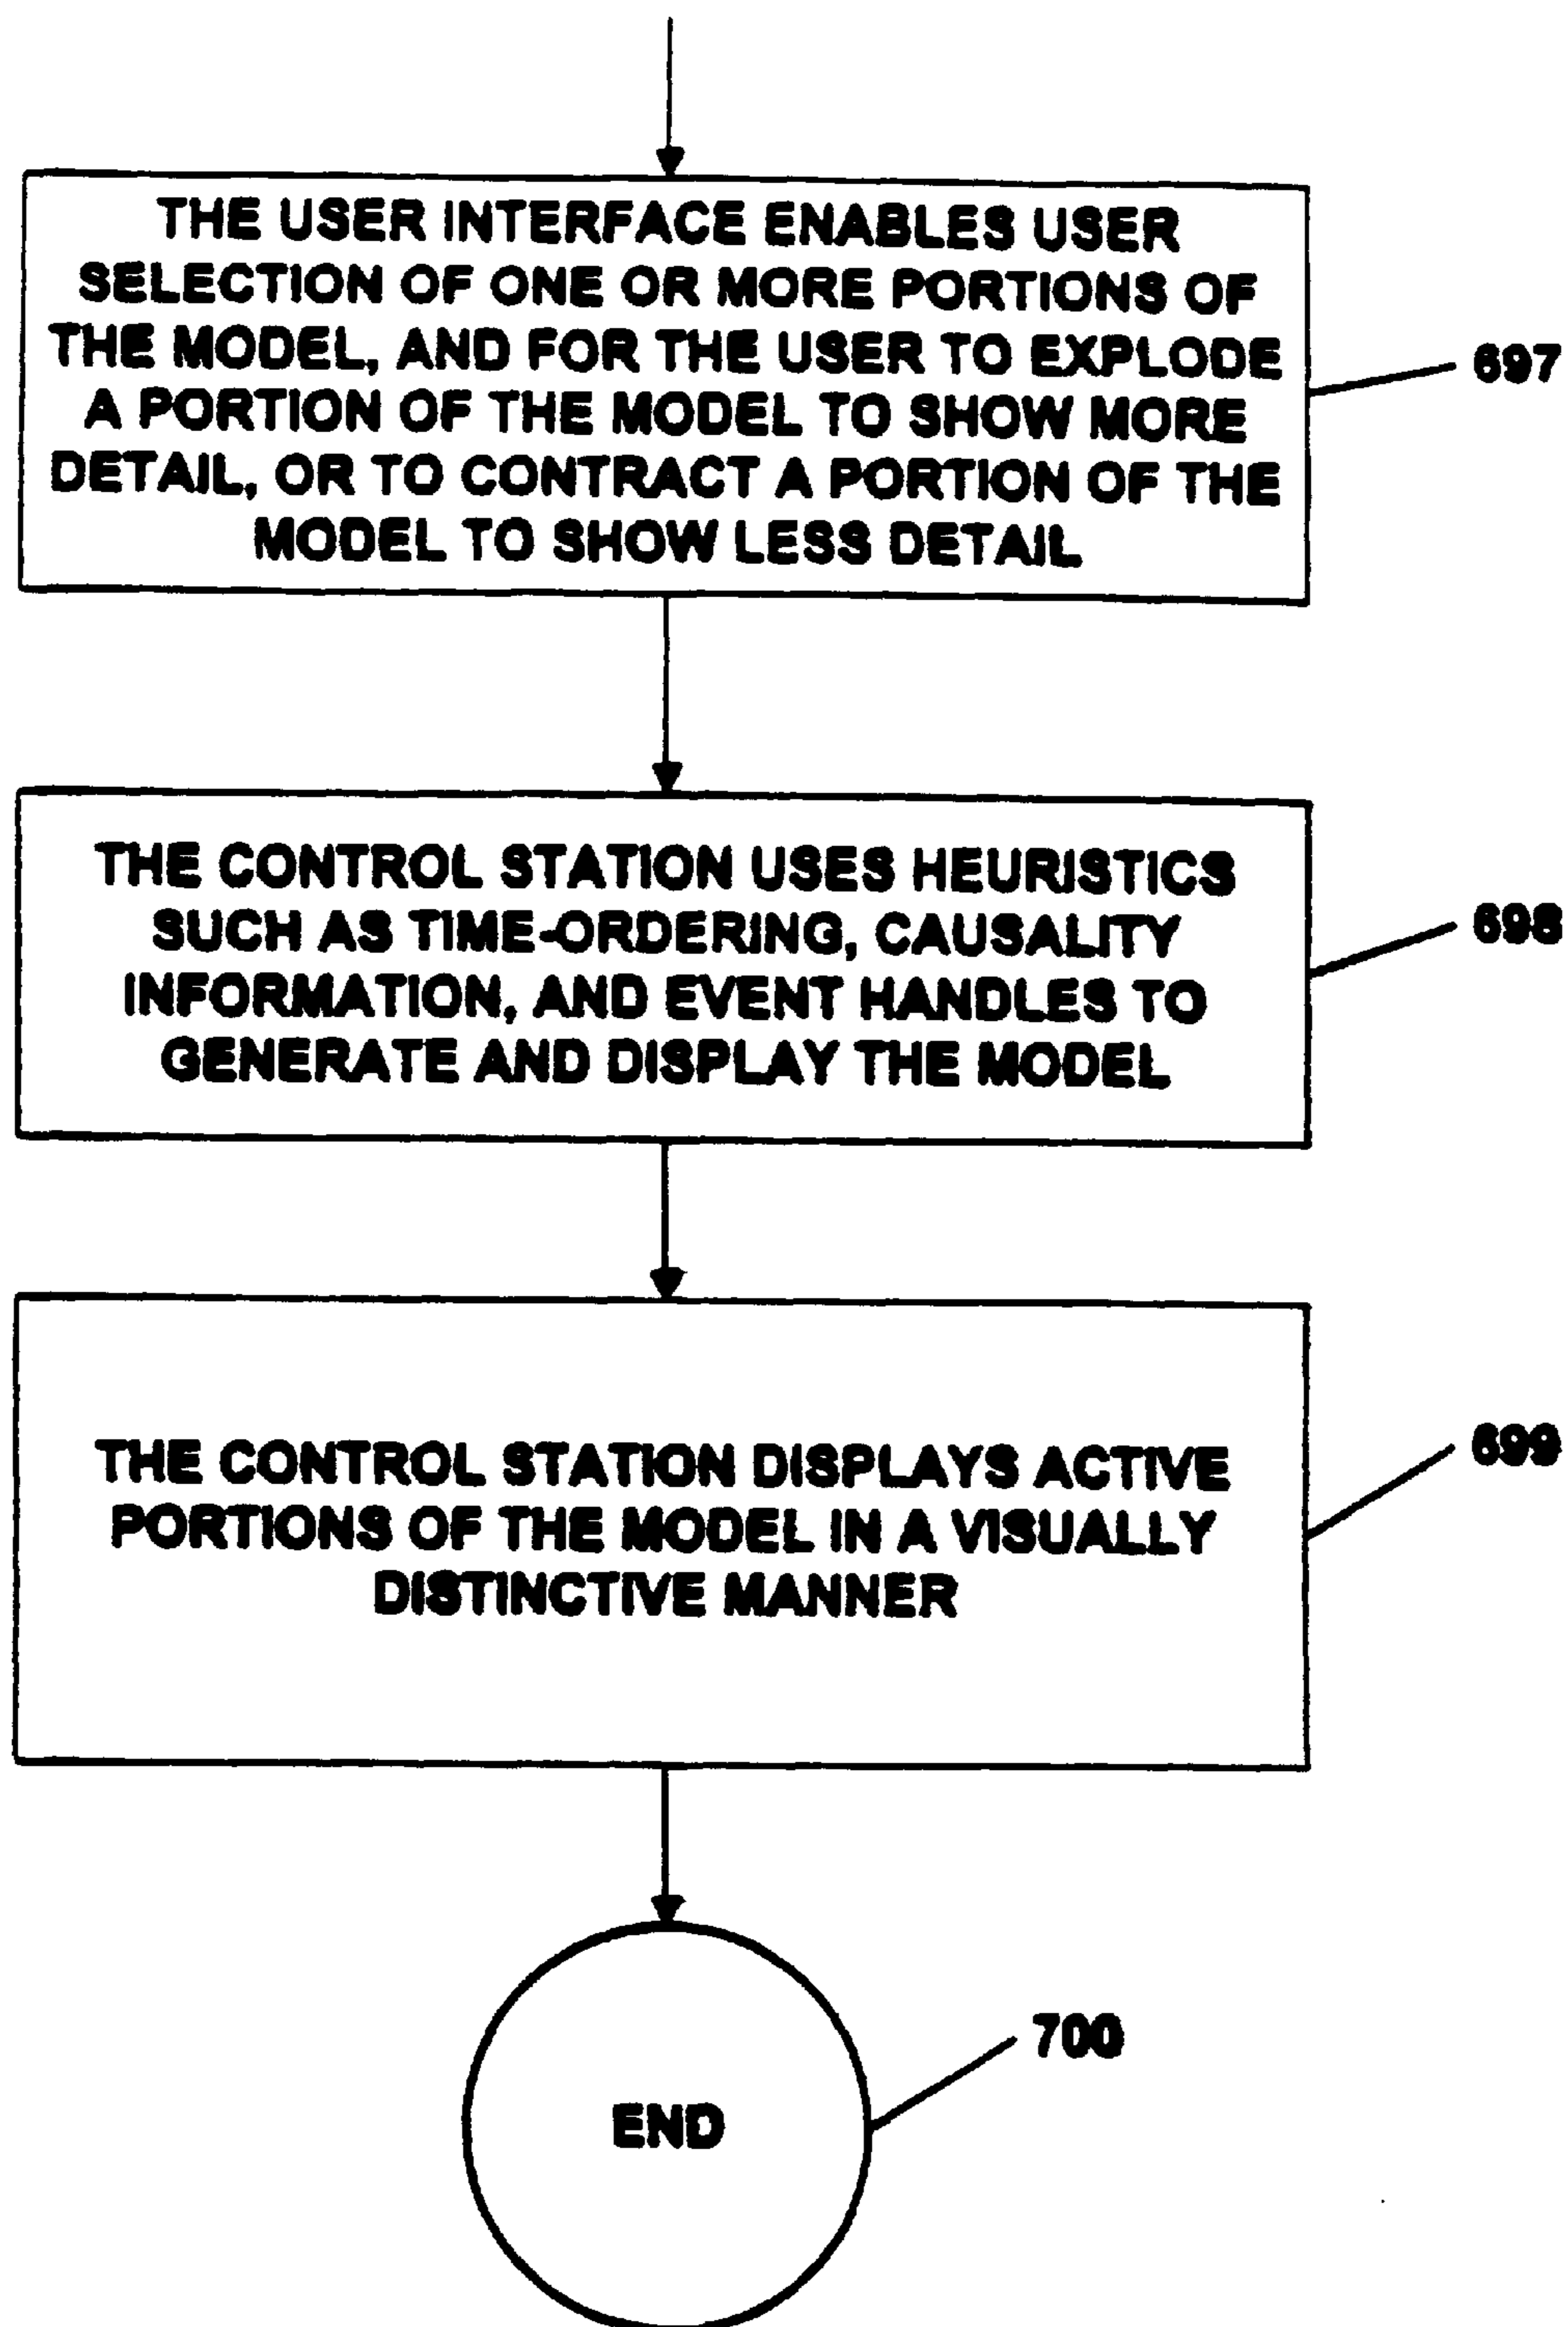 THE USER INTERFACE ENABLES USER
SELECTION OF ONE OR MORE PORTIONS OF
THE MODEL, AND FOR THE USER TO EXPLODE
A PORTION OF THE MODEL TO SHOW MORE
DETAIL, OR TO CONTRACT A PORTION OF THE
MODEL TO SHOW LESS DETAIL
697
THE CONTROL STATION USES HEURISTICS
SUCH AS TIME-ORDERING, CAUSALITY
INFORMATION, AND EVENT HANDLES TO
GENERATE AND DISPLAY THE MODEL
698
THE CONTROL STATION DISPLAYS ACTIVE
PORTIONS OF THE MODEL IN A VISUALLY
DISTINCTIVE MANNER
699
END
700